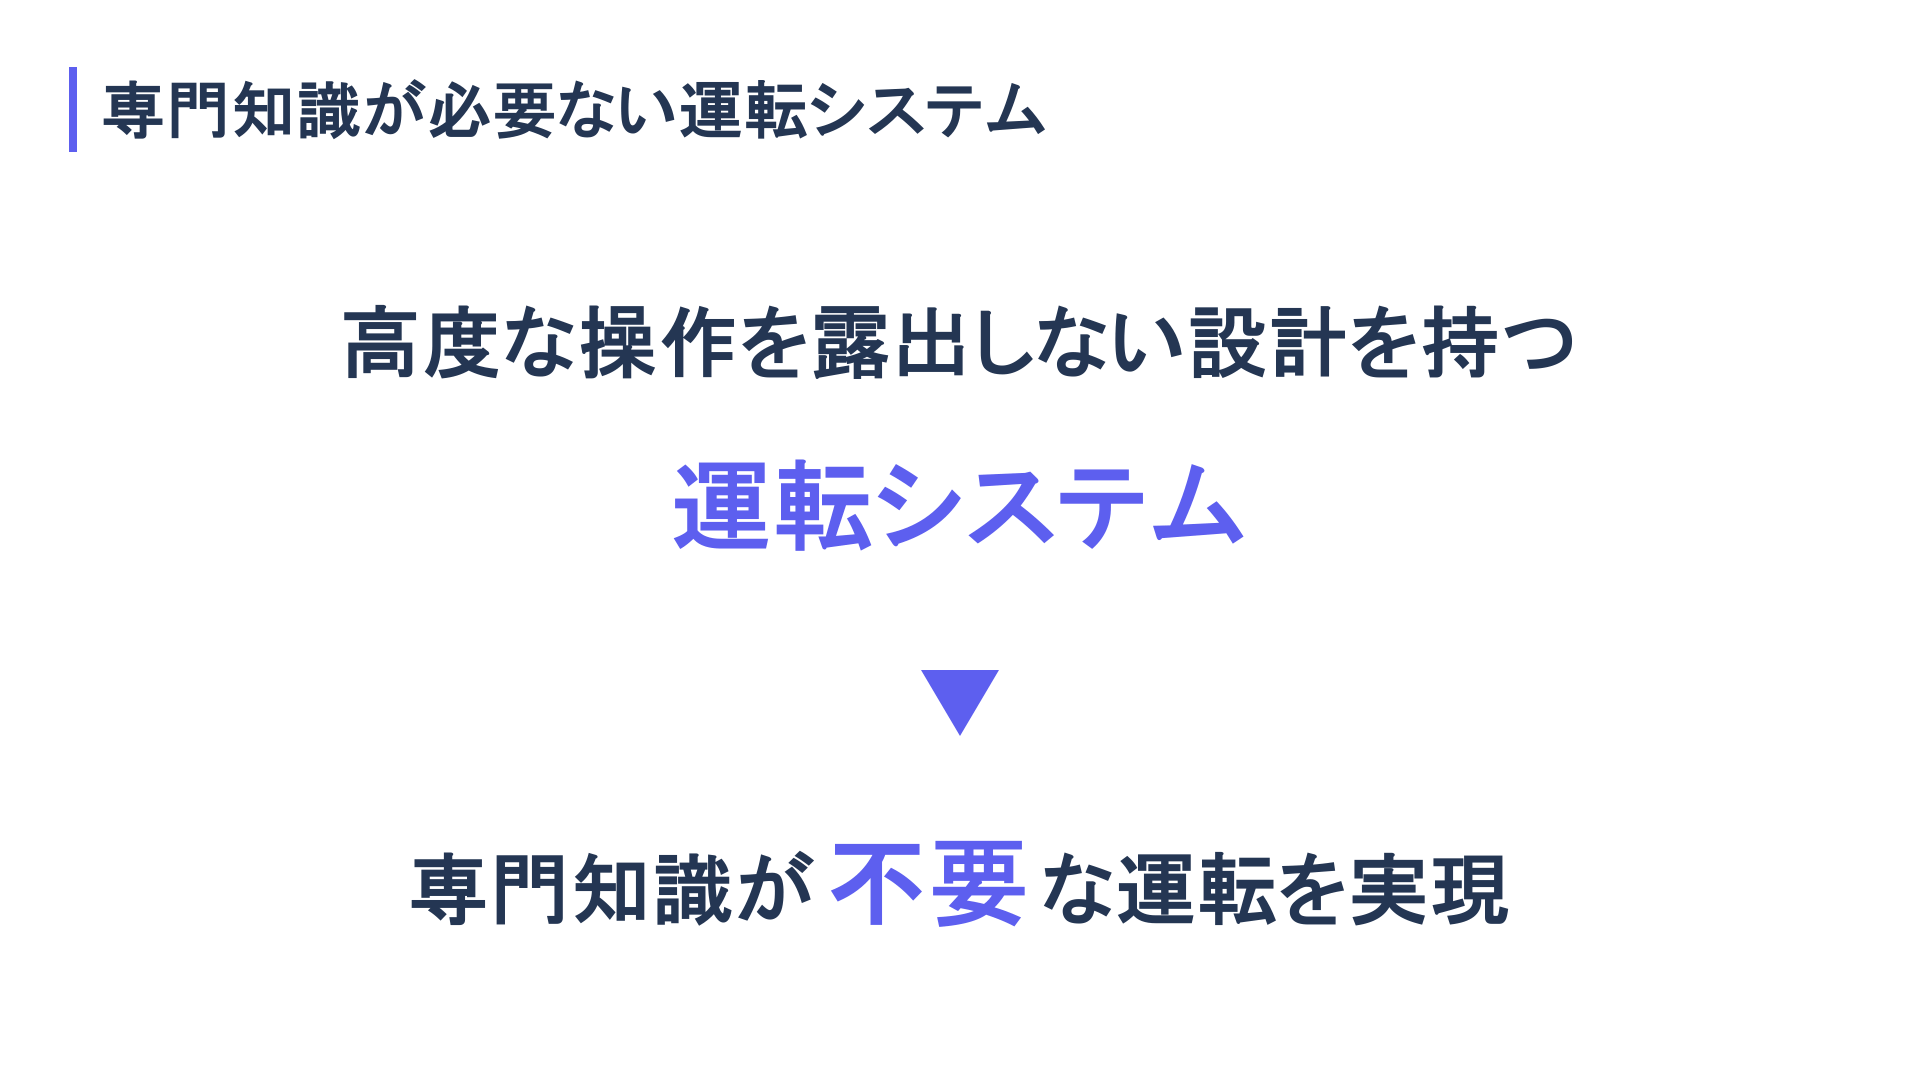 専門知識が必要ない運転システム
高度な操作を露出しない設計を持つ
運転システム
専門知識が不要な運転を実現